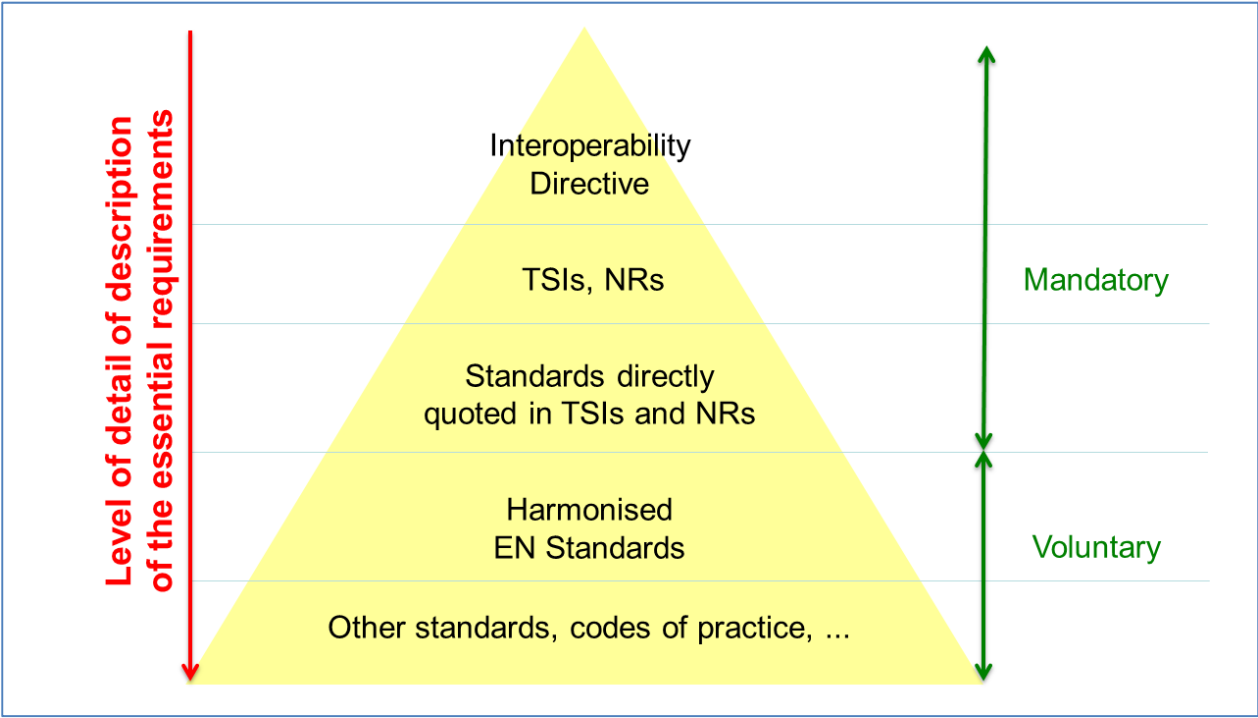 Level of detail of description
of the essential requirements
Interoperability
Directive
TSIs, NRs
Standards directly
quoted in TSIs and NRs
Harmonised
EN Standards
Other standards, codes of practice, ...
Mandatory
Voluntary